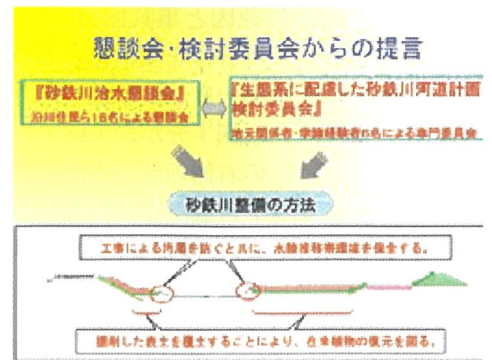 懇談会･検討委員会からの提言
『砂鉄川治水懇談会』
沿川住民ら15名による懇談会
『生態系に配慮した砂鉄川河道計画
検討委員会』
地元関係者･学識経験者6名による専門委員会
砂鉄川整備の方法
工事による汚濁を防ぐと共に、水際推移帯環境を保全する。
掘削した表土を覆土することにより、在来植物の復元を図る。